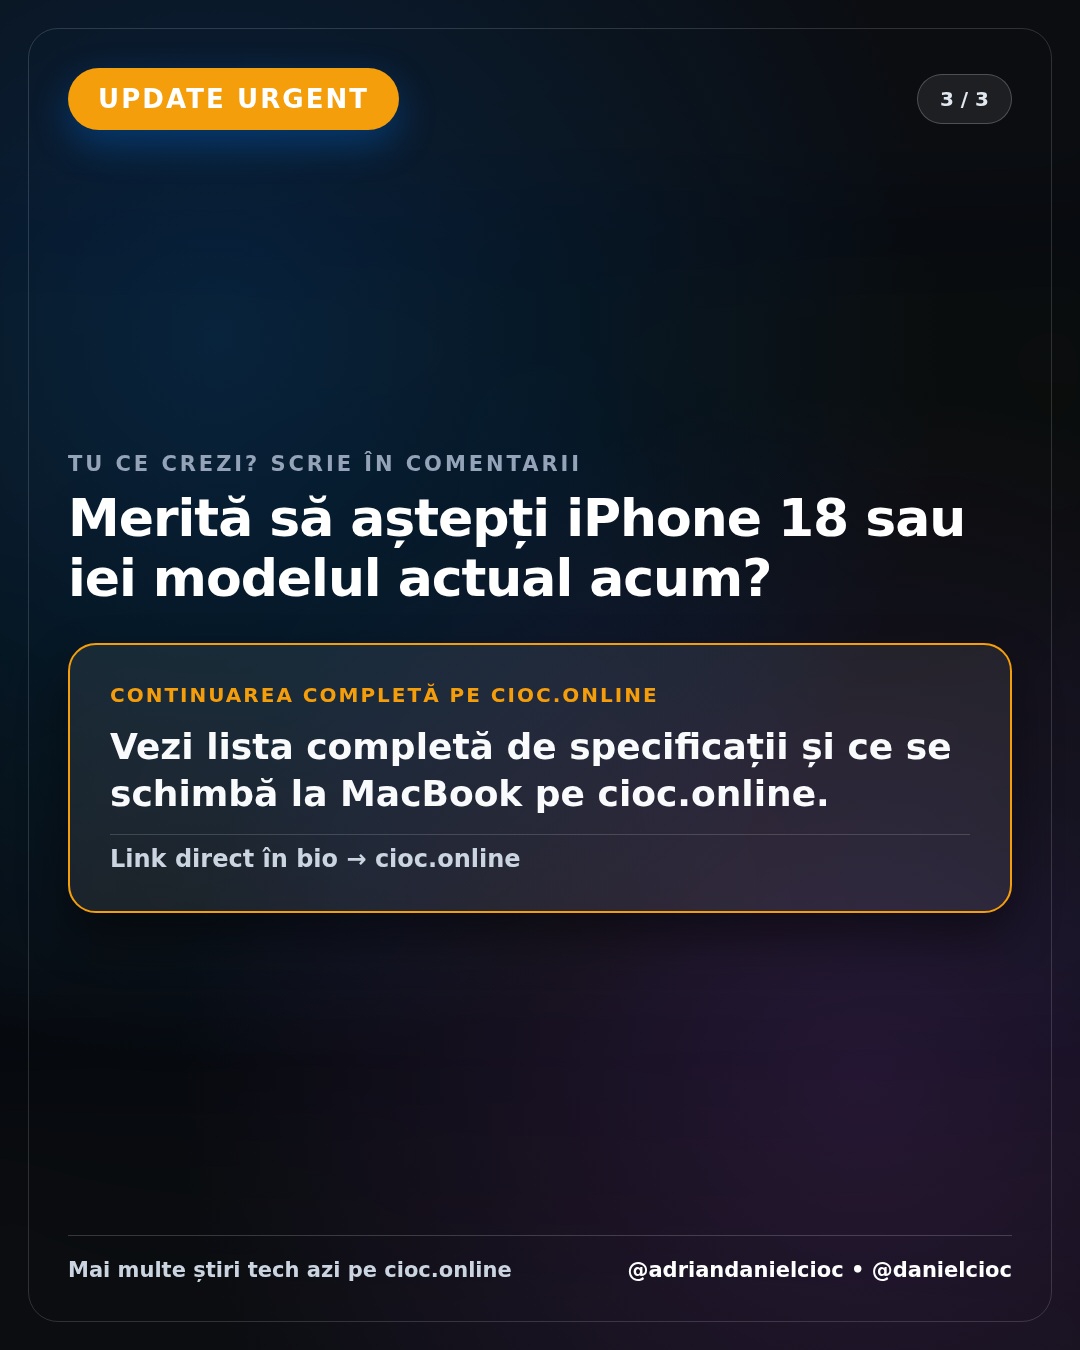 UPDATE URGENT
3 / 3
TU CE CREZI? SCRIE ÎN COMENTARII
Merită să aștepți iPhone 18 sau
iei modelul actual acum?
CONTINUAREA COMPLETĂ PE CIOC.ONLINE
Vezi lista completă de specificații și ce se
schimbă la MacBook pe cioc.online.
Link direct în bio → cioc.online
Mai multe știri tech azi pe cioc.online
@adriandanielcioc • @danielcioc